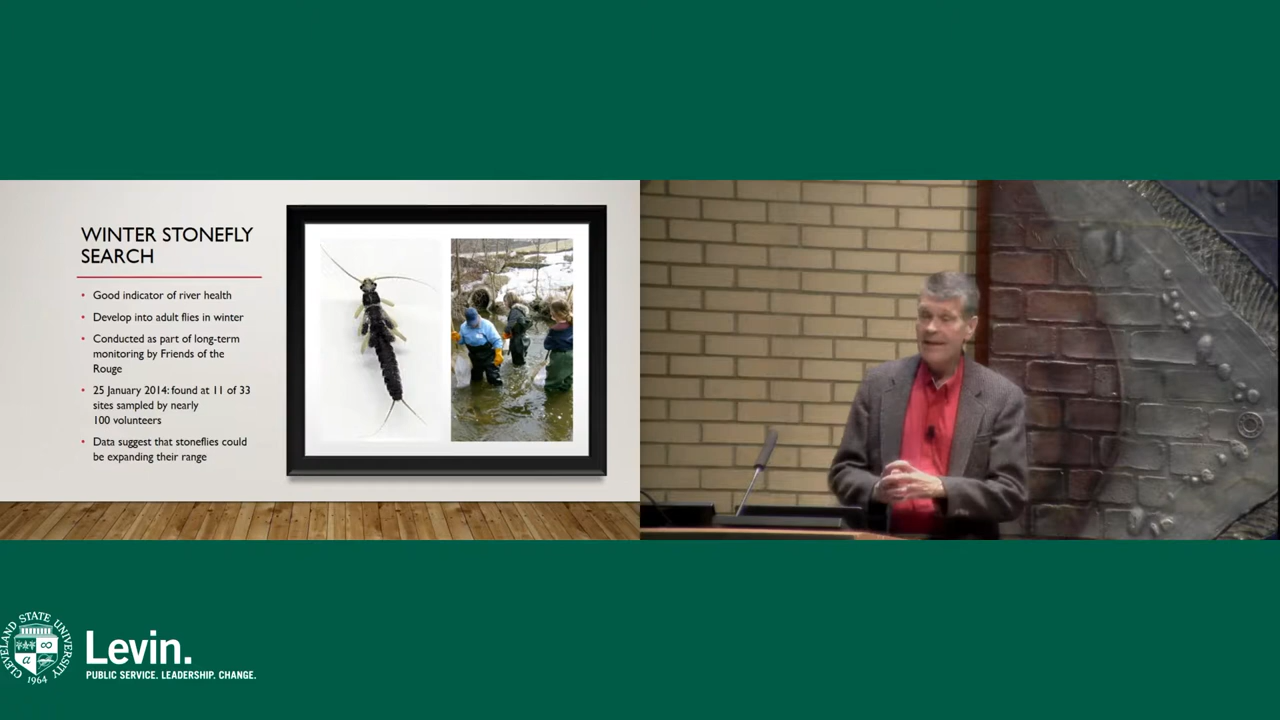 WINTER STONEFLY
SEARCH
• Good indicator of river health
• Develop into adult flies in winter
• Conducted as part of long-term
monitoring by Friends of the
Rouge
• 25 January 2014: found at 11 of 33
sites sampled by nearly
100 volunteers
• Data suggest that stoneflies could
be expanding their range
CLEVELAND STATE UNIVERSITY
1964
Levin.
PUBLIC SERVICE. LEADERSHIP. CHANGE.